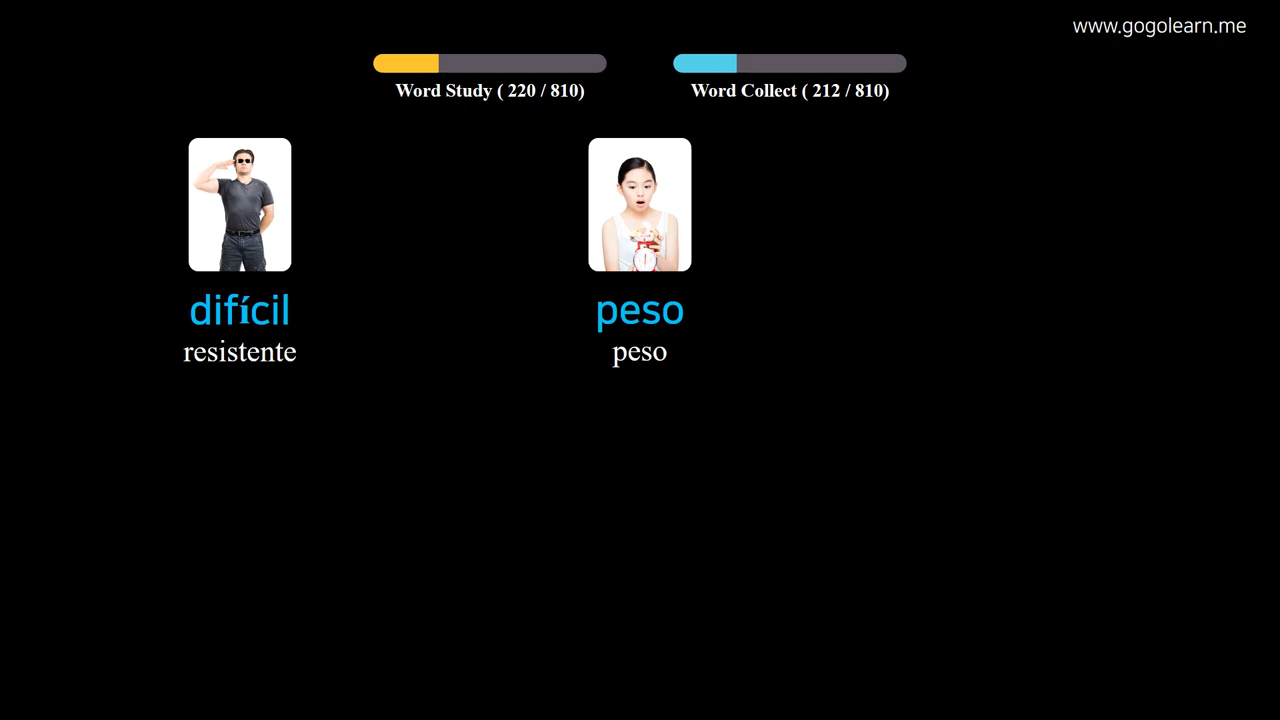 www.gogolearn.me
Word Study ( 220 / 810)
Word Collect ( 212 / 810)
difícil
resistente
peso
peso